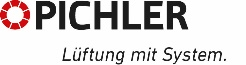 PICHLER
Lüftung mit System.